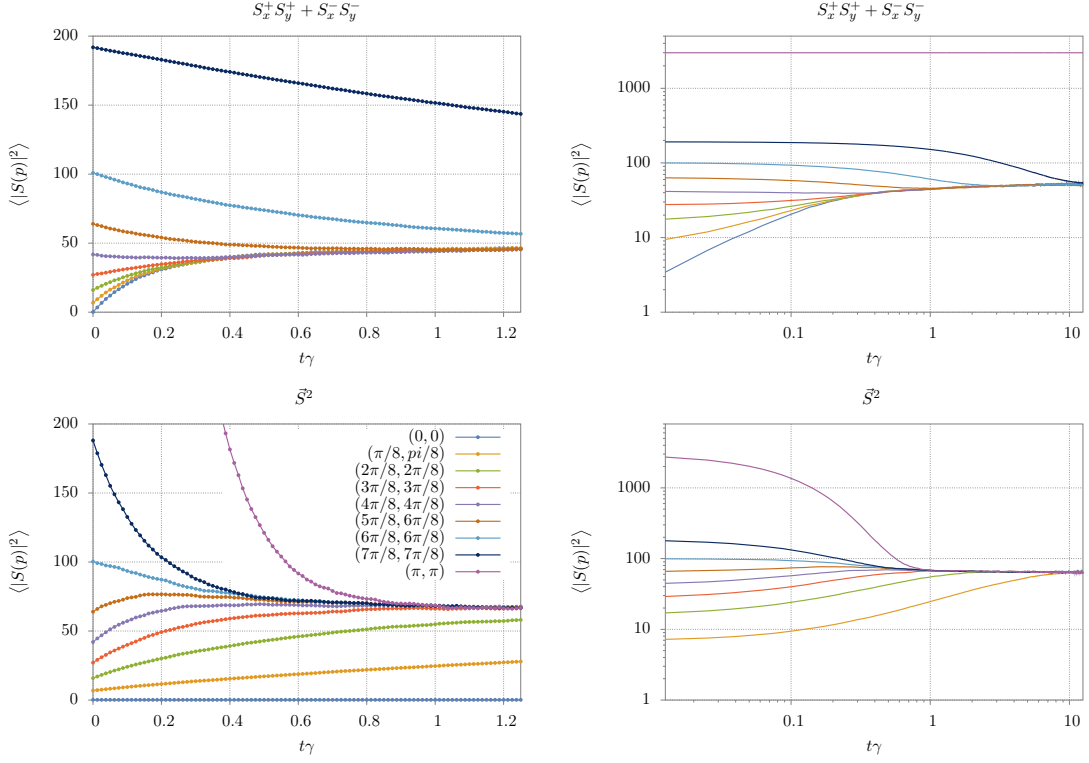 S_x^+ S_y^+ + S_x^- S_y^-
200
150
100
50
0
⟨|S(p)|^2⟩
0 0.2 0.4 0.6 0.8 1 1.2
tγ
S_x^+ S_y^+ + S_x^- S_y^-
1000
100
10
1
⟨|S(p)|^2⟩
0.1 1 10
tγ
\vec{S}^2
200
150
100
50
0
⟨|S(p)|^2⟩
(0, 0)
(π/8, pi/8)
(2π/8, 2π/8)
(3π/8, 3π/8)
(4π/8, 4π/8)
(5π/8, 6π/8)
(6π/8, 6π/8)
(7π/8, 7π/8)
(π, π)
0 0.2 0.4 0.6 0.8 1 1.2
tγ
\vec{S}^2
1000
100
10
1
⟨|S(p)|^2⟩
0.1 1 10
tγ